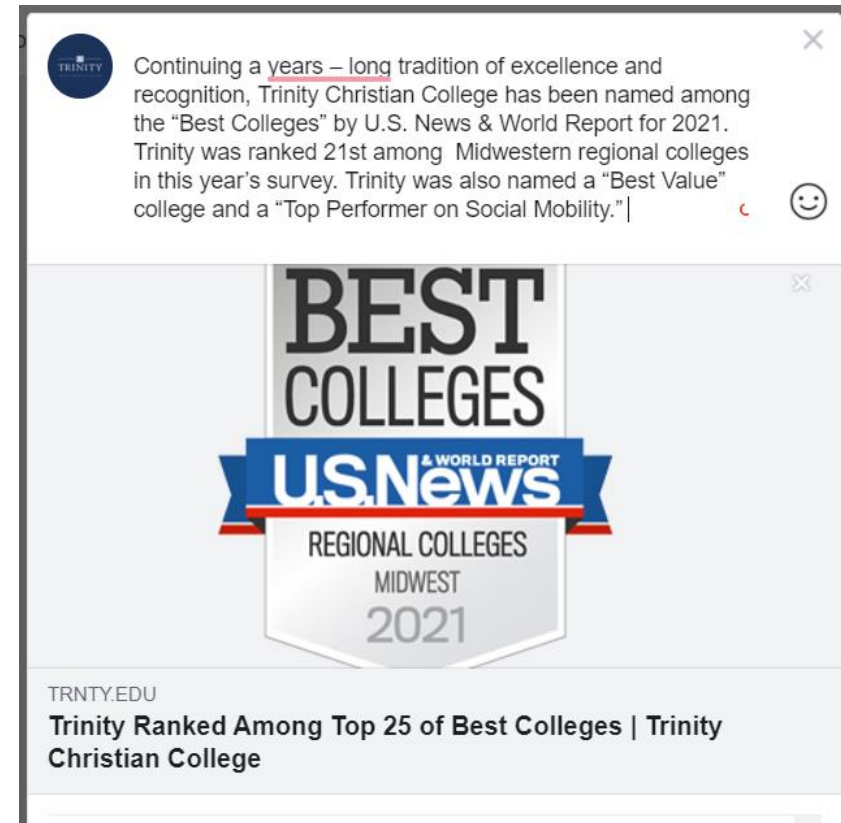 TRINITY
Continuing a years – long tradition of excellence and
recognition, Trinity Christian College has been named among
the “Best Colleges” by U.S. News & World Report for 2021.
Trinity was ranked 21st among  Midwestern regional colleges
in this year’s survey. Trinity was also named a “Best Value”
college and a “Top Performer on Social Mobility.”
BEST
COLLEGES
U.S.News & WORLD REPORT
REGIONAL COLLEGES
MIDWEST
2021
TRNTY.EDU
Trinity Ranked Among Top 25 of Best Colleges | Trinity
Christian College